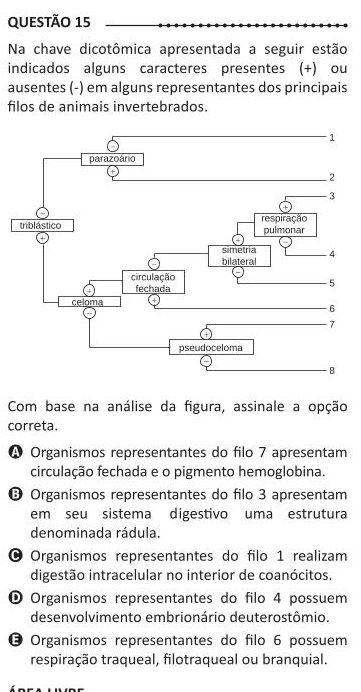 QUESTÃO 15
Na chave dicotômica apresentada a seguir estão
indicados alguns caracteres presentes (+) ou
ausentes (-) em alguns representantes dos principais
filos de animais invertebrados.
1
−
parazoário
+
2
3
+
respiração
pulmonar
−
4
−
triblástico
+
+
simetria
bilateral
−
5
−
circulação
fechada
+
6
+
celoma
−
7
+
pseudoceloma
−
8
Com base na análise da figura, assinale a opção
correta.
A Organismos representantes do filo 7 apresentam
circulação fechada e o pigmento hemoglobina.
B Organismos representantes do filo 3 apresentam
em seu sistema digestivo uma estrutura
denominada rádula.
C Organismos representantes do filo 1 realizam
digestão intracelular no interior de coanócitos.
D Organismos representantes do filo 4 possuem
desenvolvimento embrionário deuterostômio.
E Organismos representantes do filo 6 possuem
respiração traqueal, filotraqueal ou branquial.
ÁREA LIVRE